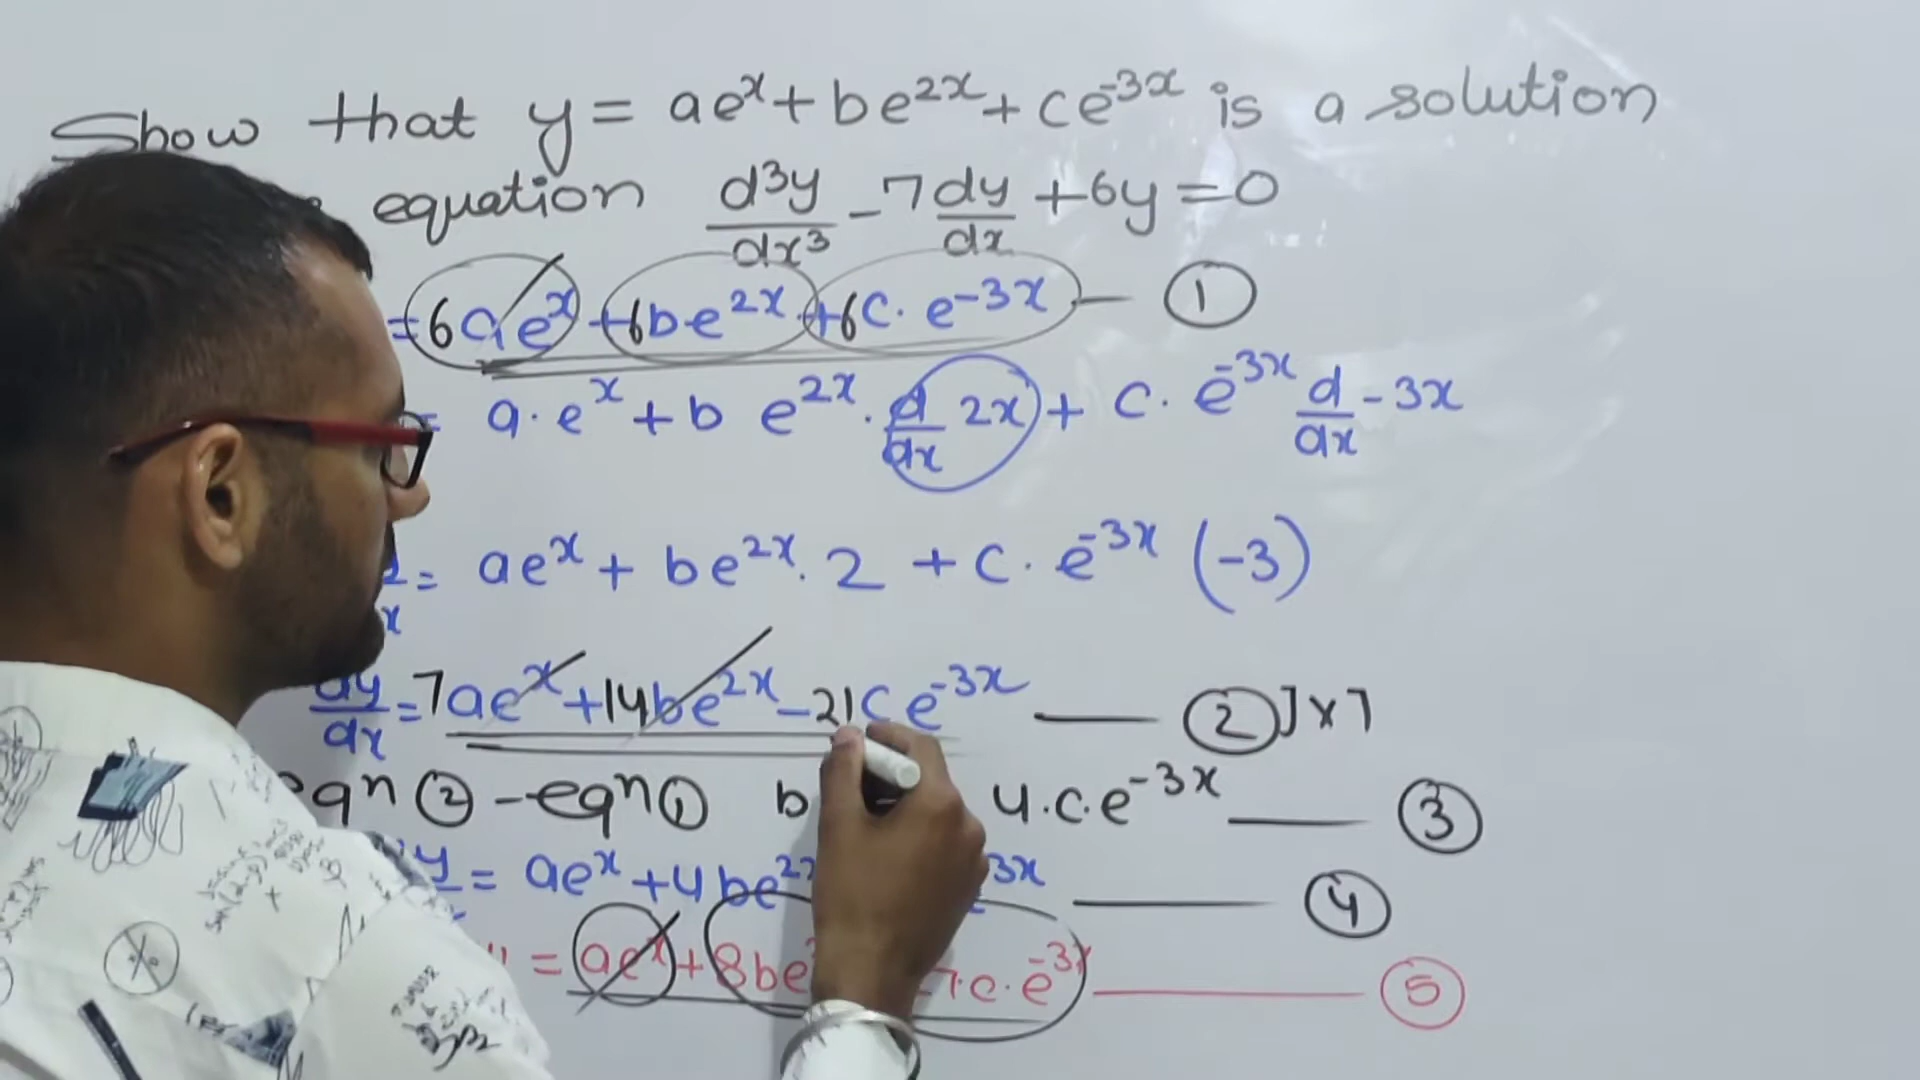 Show that y = ae^x + be^2x + ce^-3x is a solution
equation d³y/dx³ - 7 dy/dx + 6y = 0
= 6ae^x + 6be^2x + 6c. e^-3x — ①
= a.e^x + b e^2x . d/dx 2x + c. e^-3x d/dx - 3x
= ae^x + be^2x. 2 + c. e^-3x (-3)
dy/dx = 7ae^x + 14be^2x - 21ce^-3x — ②] x 7
eqn ② - eqn ① b 4.c.e^-3x — ③
y = ae^x + 4be^2x 3x — ④
= ae^x + 8be 7.c.e^-3x — ⑤